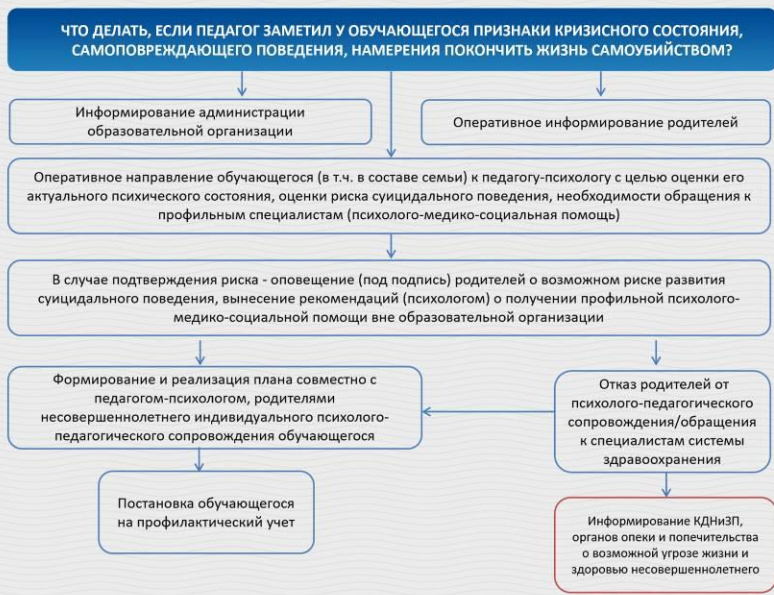 ЧТО ДЕЛАТЬ, ЕСЛИ ПЕДАГОГ ЗАМЕТИЛ У ОБУЧАЮЩЕГОСЯ ПРИЗНАКИ КРИЗИСНОГО СОСТОЯНИЯ,
САМОПОВРЕЖДАЮЩЕГО ПОВЕДЕНИЯ, НАМЕРЕНИЯ ПОКОНЧИТЬ ЖИЗНЬ САМОУБИЙСТВОМ?
Информирование администрации
образовательной организации
Оперативное информирование родителей
Оперативное направление обучающегося (в т.ч. в составе семьи) к педагогу-психологу с целью оценки его
актуального психического состояния, оценки риска суицидального поведения, необходимости обращения к
профильным специалистам (психолого-медико-социальная помощь)
В случае подтверждения риска - оповещение (под подпись) родителей о возможном риске развития
суицидального поведения, вынесение рекомендаций (психологом) о получении профильной психолого-
медико-социальной помощи вне образовательной организации
Формирование и реализация плана совместно с
педагогом-психологом, родителями
несовершеннолетнего индивидуального психолого-
педагогического сопровождения обучающегося
Отказ родителей от
психолого-педагогического
сопровождения/обращения
к специалистам системы
здравоохранения
Постановка обучающегося
на профилактический учет
Информирование КДНиЗП,
органов опеки и попечительства
о возможной угрозе жизни и
здоровью несовершеннолетнего